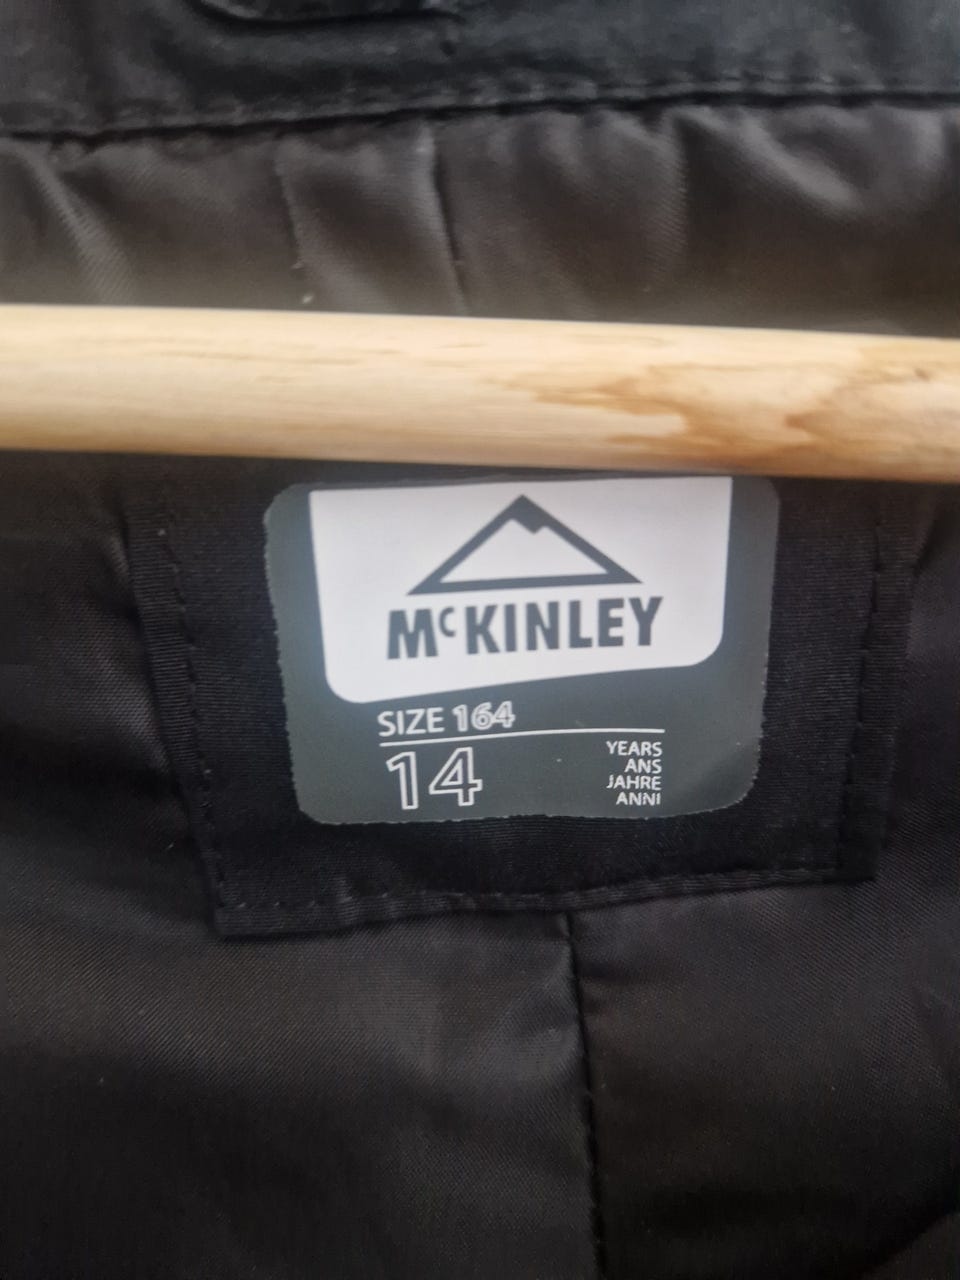 McKINLEY
SIZE 164
14
YEARS
ANS
JAHRE
ANNI